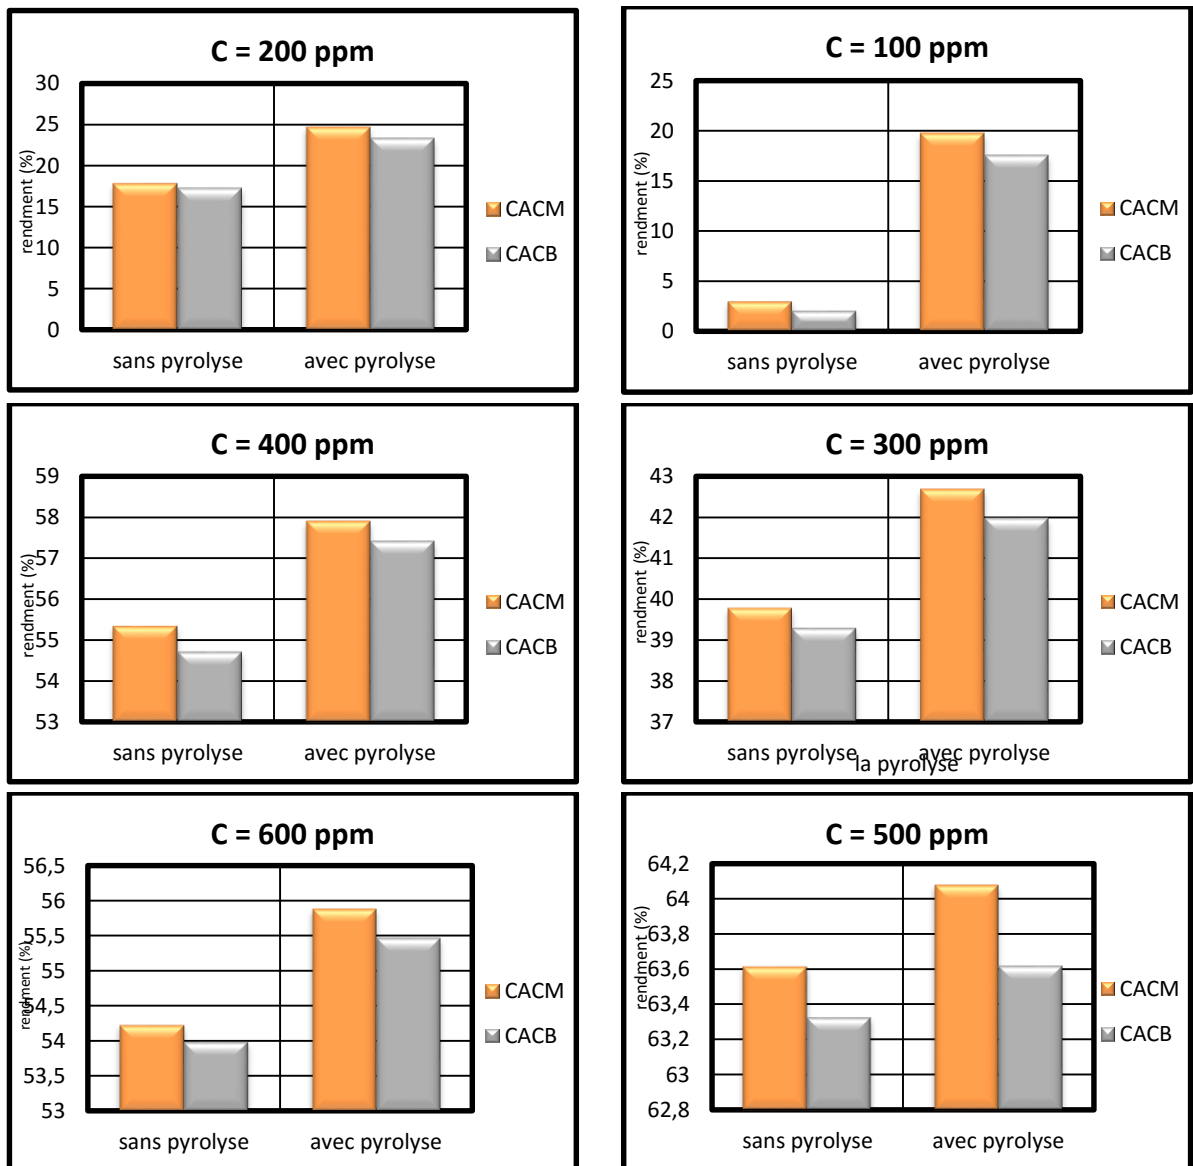 C = 200 ppm
rendment (%)
30
25
20
15
10
5
0
sans pyrolyse
avec pyrolyse
CACM
CACB
C = 100 ppm
rendment (%)
25
20
15
10
5
0
sans pyrolyse
avec pyrolyse
CACM
CACB
C = 400 ppm
rendment (%)
59
58
57
56
55
54
53
sans pyrolyse
avec pyrolyse
CACM
CACB
C = 300 ppm
rendment (%)
43
42
41
40
39
38
37
sans pyrolyse
avec pyrolyse
la pyrolyse
CACM
CACB
C = 600 ppm
rendment (%)
56,5
56
55,5
55
54,5
54
53,5
53
sans pyrolyse
avec pyrolyse
CACM
CACB
C = 500 ppm
rendment (%)
64,2
64
63,8
63,6
63,4
63,2
63
62,8
sans pyrolyse
avec pyrolyse
CACM
CACB